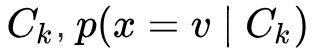 C_k, p(x = v | C_k)